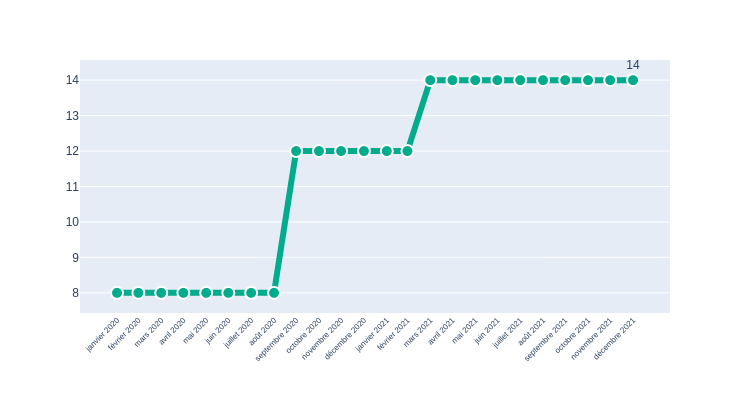 14
14
13
12
11
10
9
8
janvier 2020
février 2020
mars 2020
avril 2020
mai 2020
juin 2020
juillet 2020
août 2020
septembre 2020
octobre 2020
novembre 2020
décembre 2020
janvier 2021
février 2021
mars 2021
avril 2021
mai 2021
juin 2021
juillet 2021
août 2021
septembre 2021
octobre 2021
novembre 2021
décembre 2021